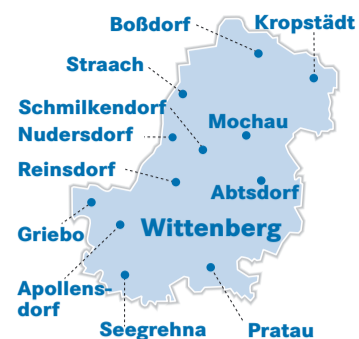 Boßdorf
Kropstädt
Straach
Schmilkendorf
Mochau
Nudersdorf
Reinsdorf
Abtsdorf
Wittenberg
Griebo
Apollens-
dorf
Seegrehna
Pratau